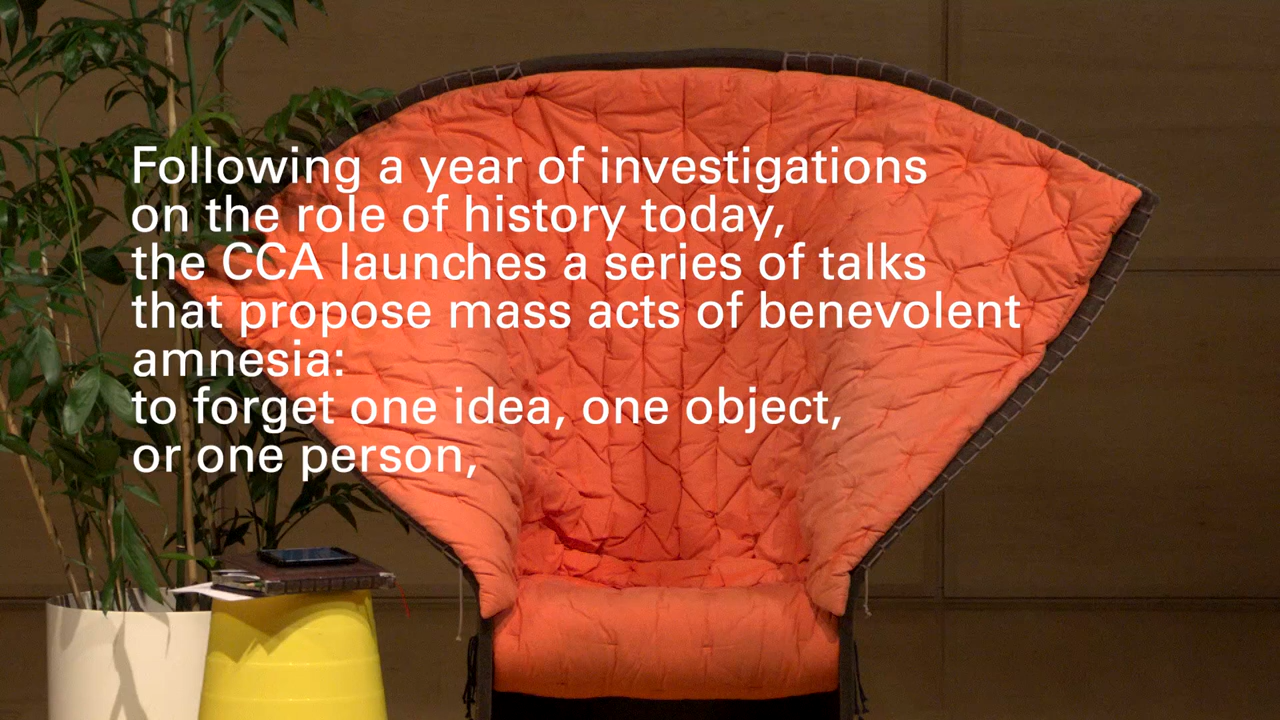 Following a year of investigations
on the role of history today,
the CCA launches a series of talks
that propose mass acts of benevolent
amnesia:
to forget one idea, one object,
or one person,